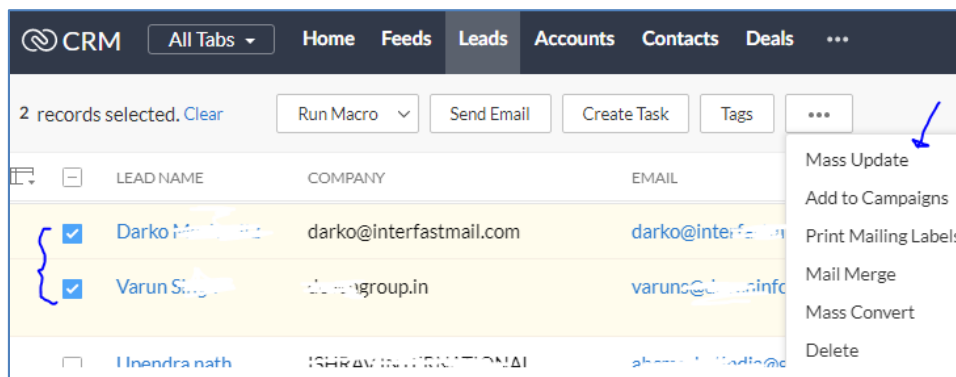 CRM All Tabs Home Feeds Leads Accounts Contacts Deals •••
2 records selected. Clear Run Macro Send Email Create Task Tags •••
Mass Update
Add to Campaigns
Print Mailing Labels
Mail Merge
Mass Convert
Delete
LEAD NAME COMPANY EMAIL
Darko darko@interfastmail.com
Varun
Upendra nath